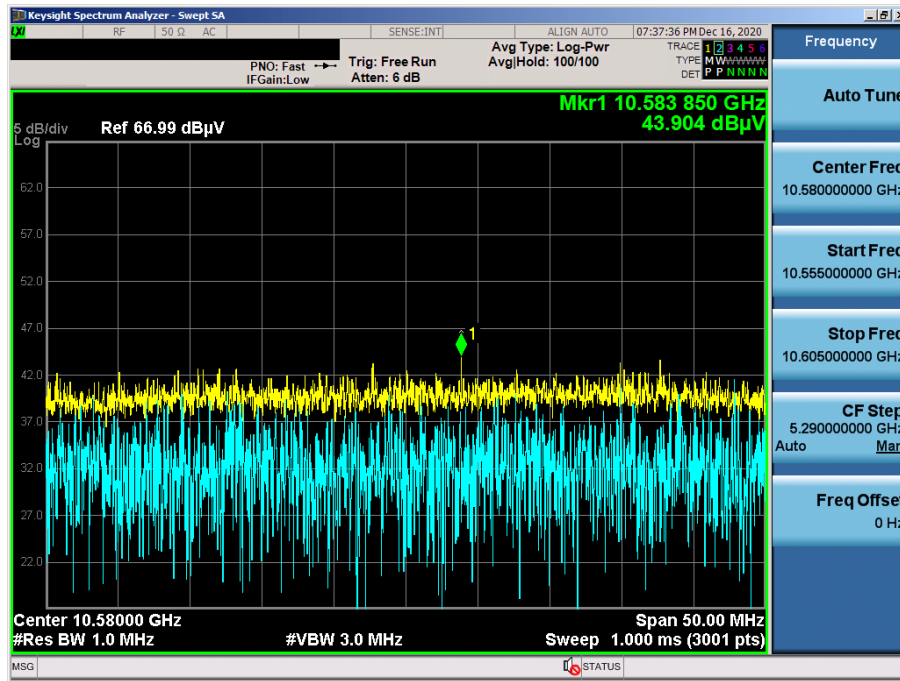 Keysight Spectrum Analyzer - Swept SA
LXI RF 50 Ω AC SENSE:INT ALIGN AUTO 07:37:36 PM Dec 16, 2020
Frequency
PNO: Fast
IFGain:Low
Trig: Free Run
Atten: 6 dB
Avg Type: Log-Pwr
Avg|Hold: 100/100
TRACE 1 2 3 4 5 6
TYPE M W W W W W
DET P P N N N N
Mkr1 10.583 850 GHz
43.904 dBµV
5 dB/div
Log
Ref 66.99 dBµV
62.0
57.0
52.0
47.0
42.0
37.0
32.0
27.0
22.0
1
Center 10.58000 GHz
Span 50.00 MHz
#Res BW 1.0 MHz
#VBW 3.0 MHz
Sweep 1.000 ms (3001 pts)
MSG
STATUS
Auto Tune
Center Freq
10.580000000 GHz
Start Freq
10.555000000 GHz
Stop Freq
10.605000000 GHz
CF Step
5.290000000 GHz
Auto Man
Freq Offset
0 Hz